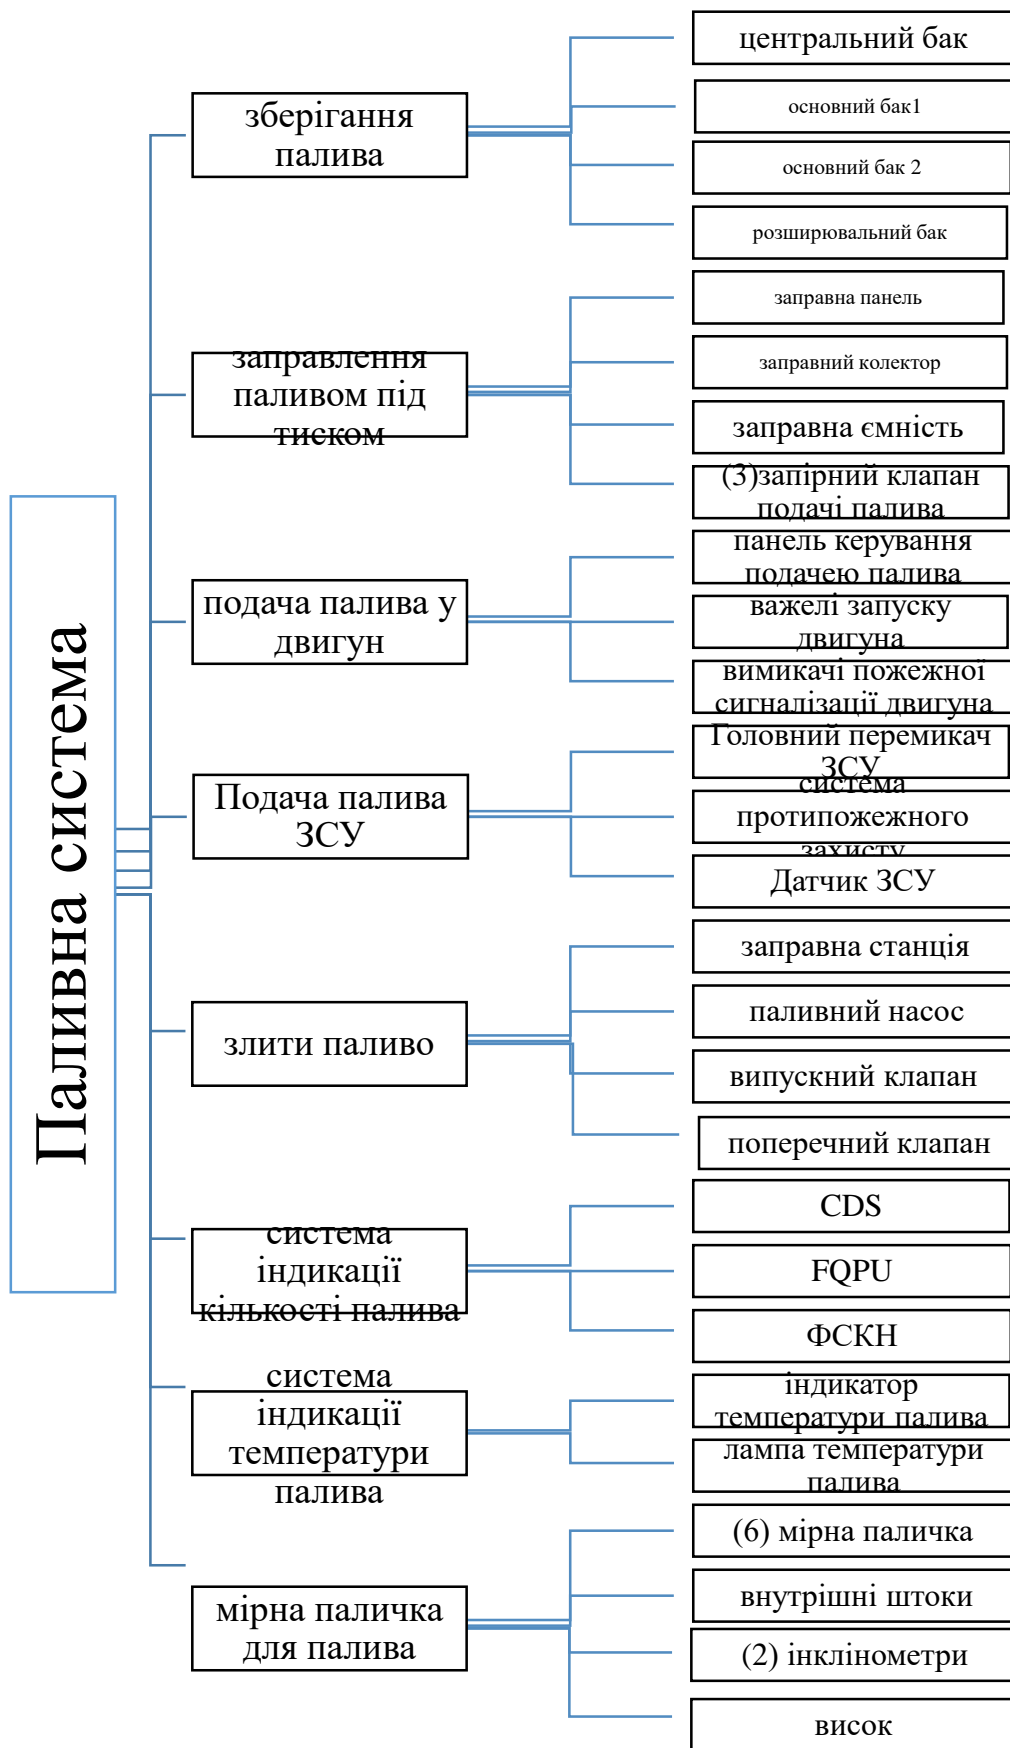 Паливна система
зберігання
палива
центральний бак
основний бак1
основний бак 2
розширювальний бак
заправлення
паливом під
тиском
заправна панель
заправний колектор
заправна ємність
(3)запірний клапан
подачі палива
подача палива у
двигун
панель керування
подачею палива
важелі запуску
двигуна
вимикачі пожежної
сигналізації двигуна
Подача палива
ЗСУ
Головний перемикач
ЗСУ
система
протипожежного
захисту
Датчик ЗСУ
злити паливо
заправна станція
паливний насос
випускний клапан
поперечний клапан
система
індикації
кількості палива
CDS
FQPU
ФСКН
система
індикації
температури
палива
індикатор
температури палива
лампа температури
палива
мірна паличка
для палива
(6) мірна паличка
внутрішні штоки
(2) інклінометри
висок